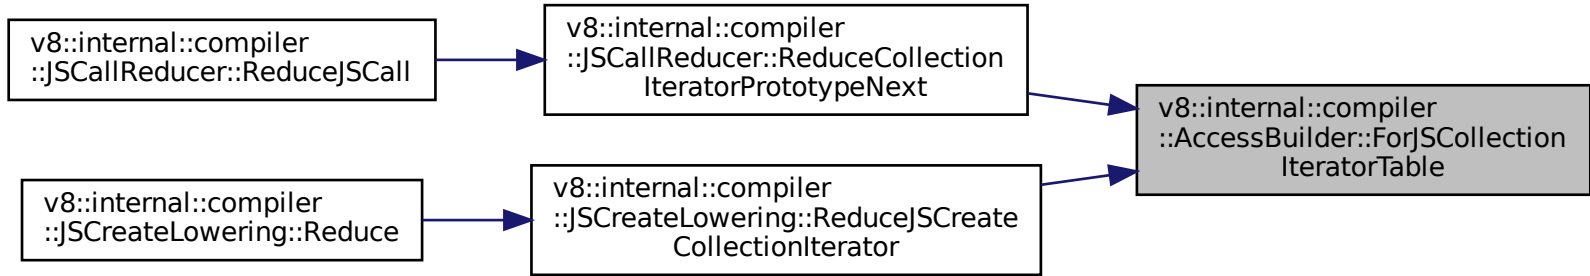 v8::internal::compiler
::JSCallReducer::ReduceJSCall
v8::internal::compiler
::JSCallReducer::ReduceCollection
IteratorPrototypeNext
v8::internal::compiler
::AccessBuilder::ForJSCollection
IteratorTable
v8::internal::compiler
::JSCreateLowering::Reduce
v8::internal::compiler
::JSCreateLowering::ReduceJSCreate
CollectionIterator